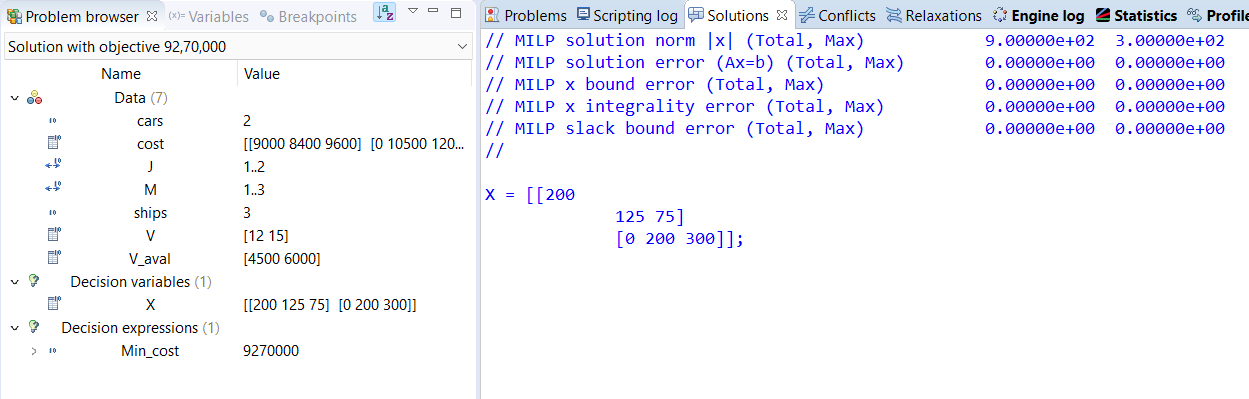 Problem browser (x)= Variables Breakpoints
Solution with objective 92,70,000
Name Value
Data (7)
cars 2
cost [[9000 8400 9600] [0 10500 120...
J 1..2
M 1..3
ships 3
V [12 15]
V_aval [4500 6000]
Decision variables (1)
X [[200 125 75] [0 200 300]]
Decision expressions (1)
Min_cost 9270000
Problems Scripting log Solutions Conflicts Relaxations Engine log Statistics Profile
// MILP solution norm |x| (Total, Max) 9.00000e+02 3.00000e+02
// MILP solution error (Ax=b) (Total, Max) 0.00000e+00 0.00000e+00
// MILP x bound error (Total, Max) 0.00000e+00 0.00000e+00
// MILP x integrality error (Total, Max) 0.00000e+00 0.00000e+00
// MILP slack bound error (Total, Max) 0.00000e+00 0.00000e+00
//
X = [[200
125 75]
[0 200 300]];